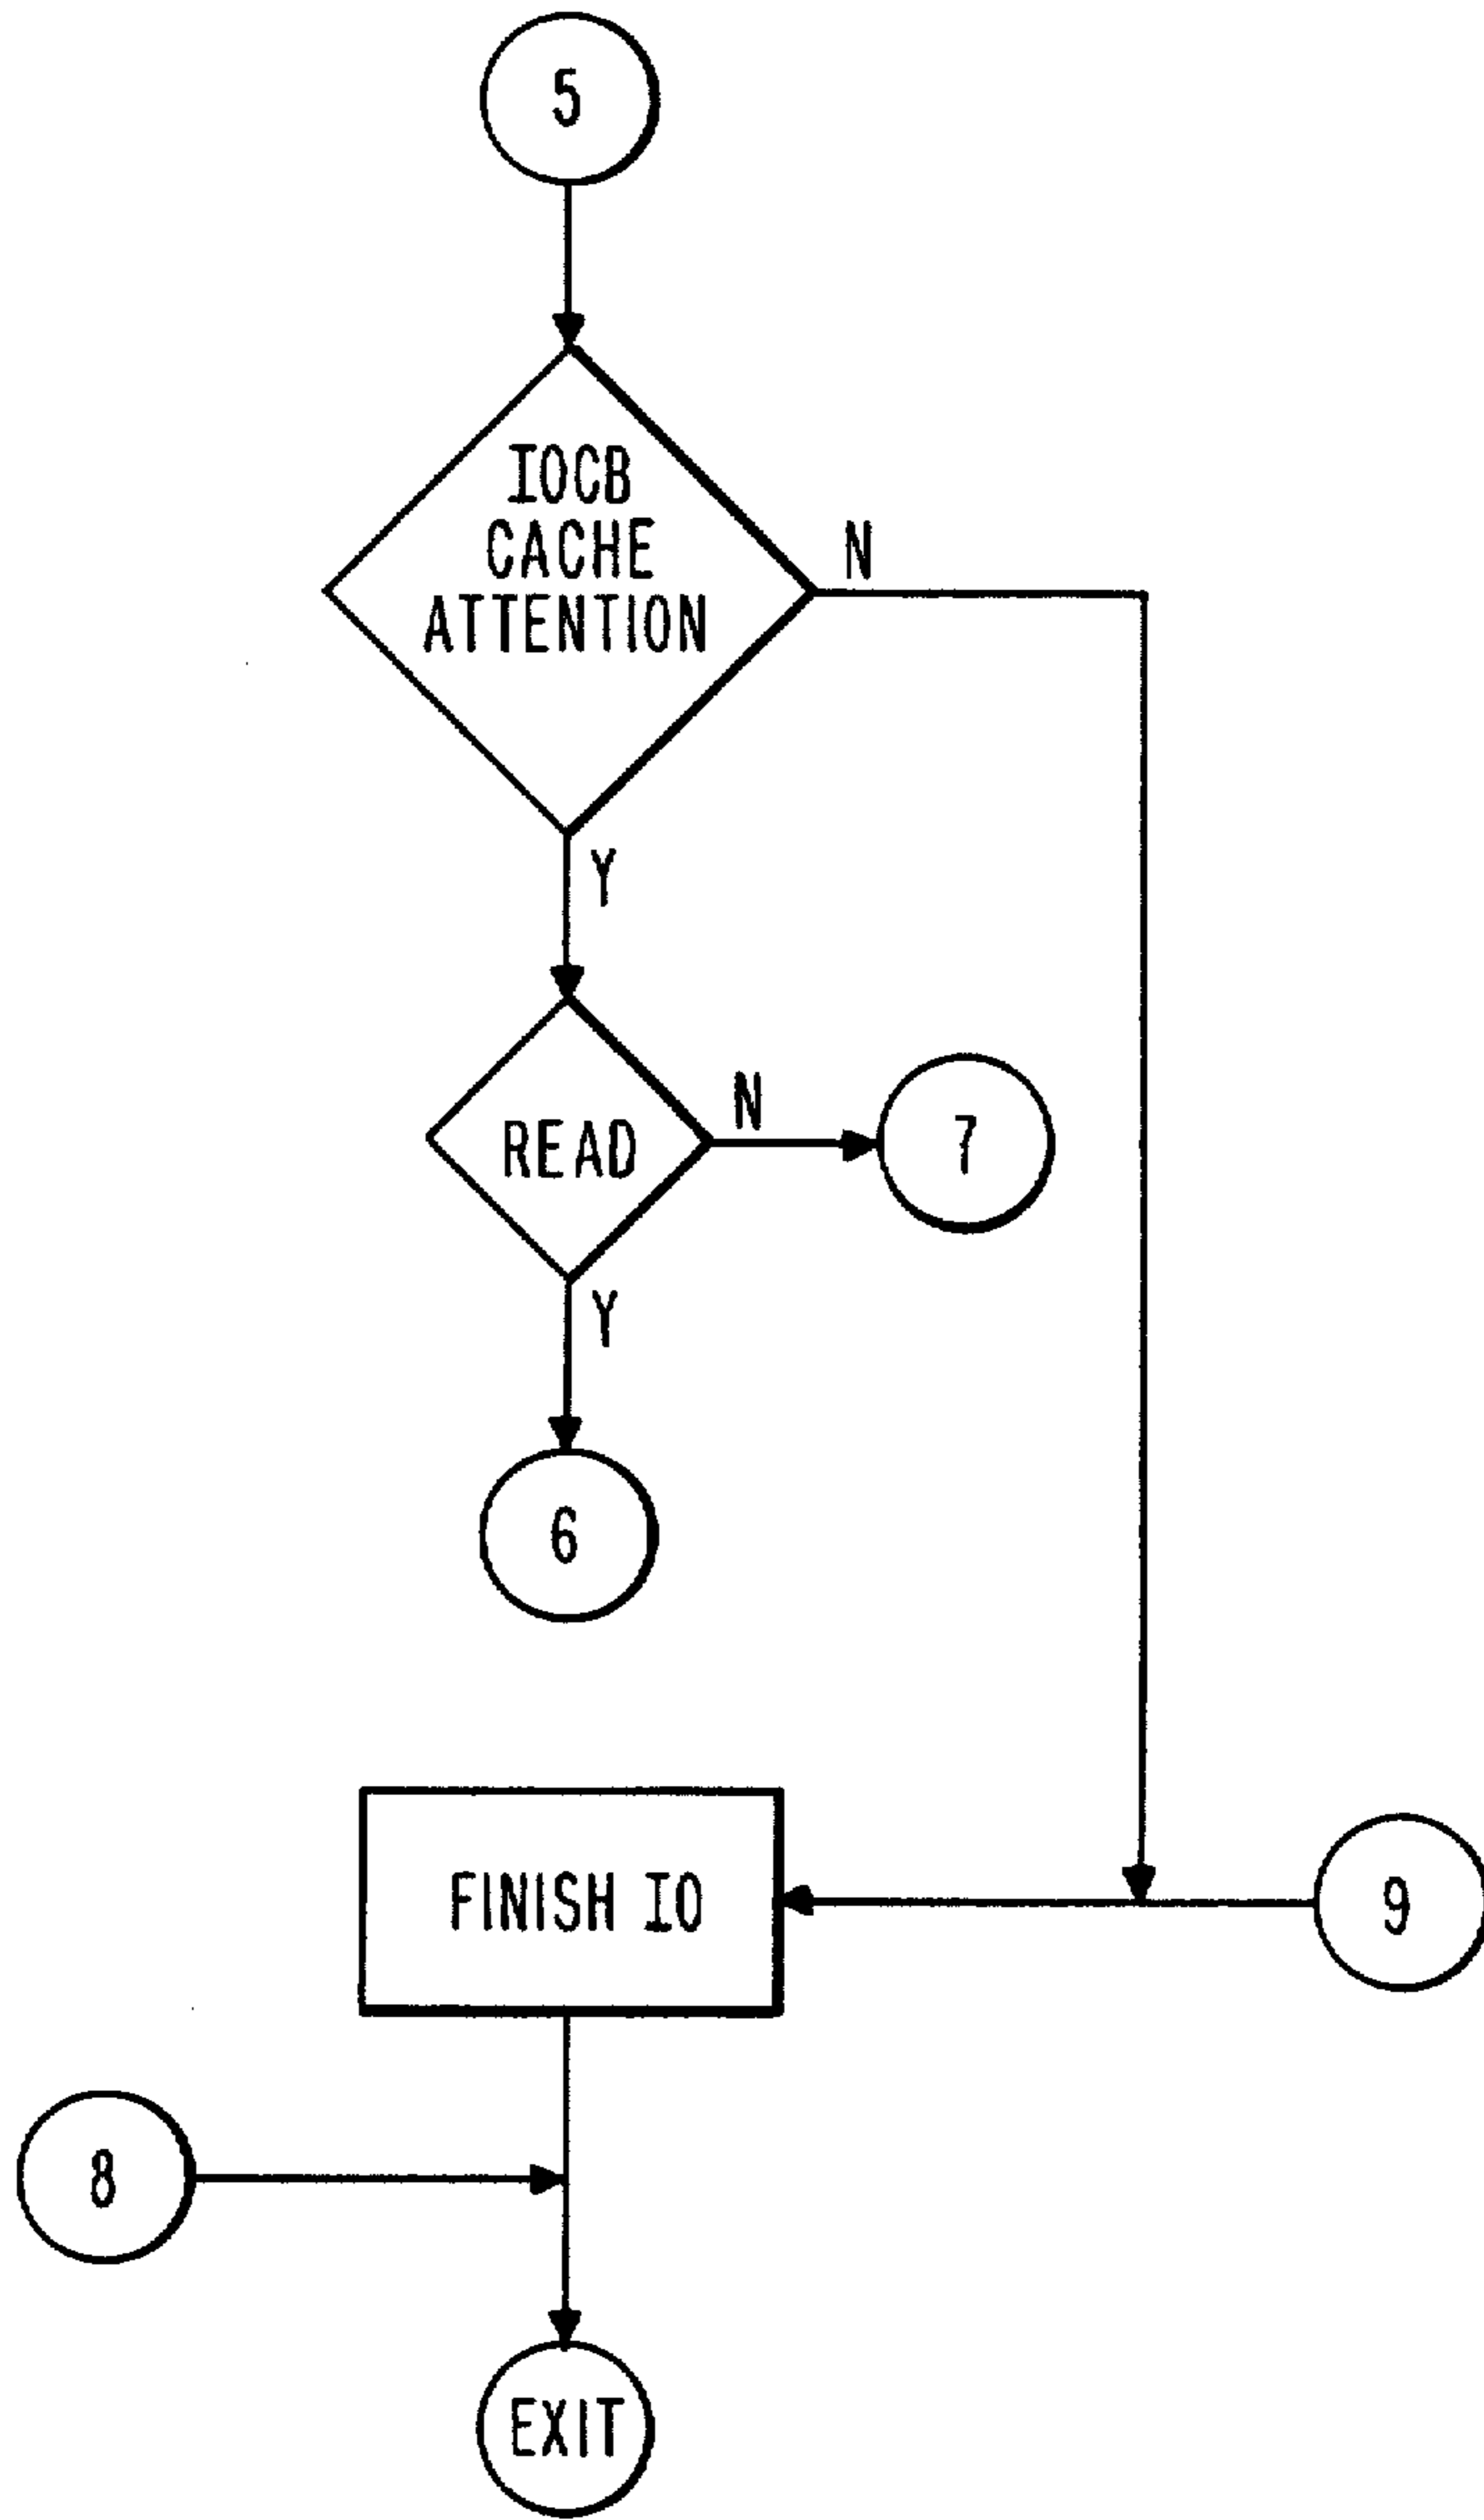 5
IOCB
CACHE
ATTENTION
N
Y
READ
N
7
Y
6
FINISH IO
9
8
EXIT